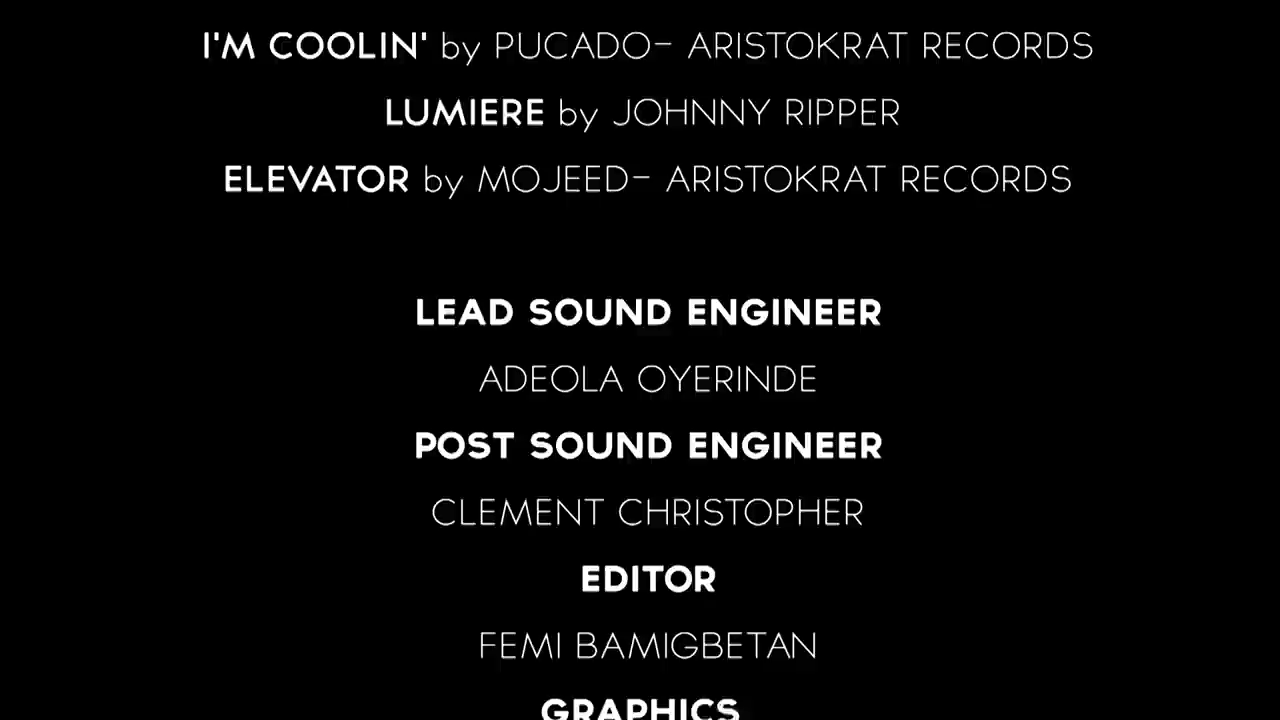 I'M COOLIN' by PUCADO- ARISTOKRAT RECORDS
LUMIERE by JOHNNY RIPPER
ELEVATOR by MOJEED- ARISTOKRAT RECORDS
LEAD SOUND ENGINEER
ADEOLA OYERINDE
POST SOUND ENGINEER
CLEMENT CHRISTOPHER
EDITOR
FEMI BAMIGBETAN
GRAPHICS